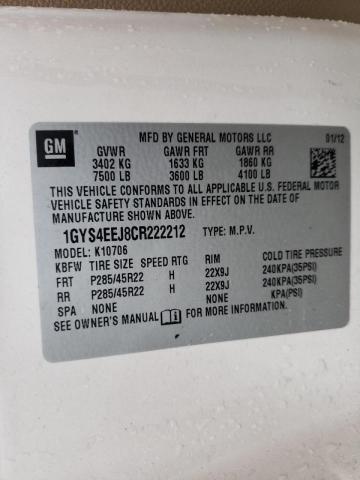 GM
MFD BY GENERAL MOTORS LLC 01/12
GVWR GAWR FRT GAWR RR
3402 KG 1633 KG 1860 KG
7500 LB 3600 LB 4100 LB
THIS VEHICLE CONFORMS TO ALL APPLICABLE U.S. FEDERAL MOTOR
VEHICLE SAFETY STANDARDS IN EFFECT ON THE DATE OF
MANUFACTURE SHOWN ABOVE.
1GYS4EEJ8CR222212 TYPE: M.P.V.
MODEL: K10706
KBFW TIRE SIZE SPEED RTG RIM COLD TIRE PRESSURE
FRT P285/45R22 H 22X9J 240KPA(35PSI)
RR P285/45R22 H 22X9J 240KPA(35PSI)
SPA NONE NONE KPA(PSI)
SEE OWNER'S MANUAL FOR MORE INFORMATION.